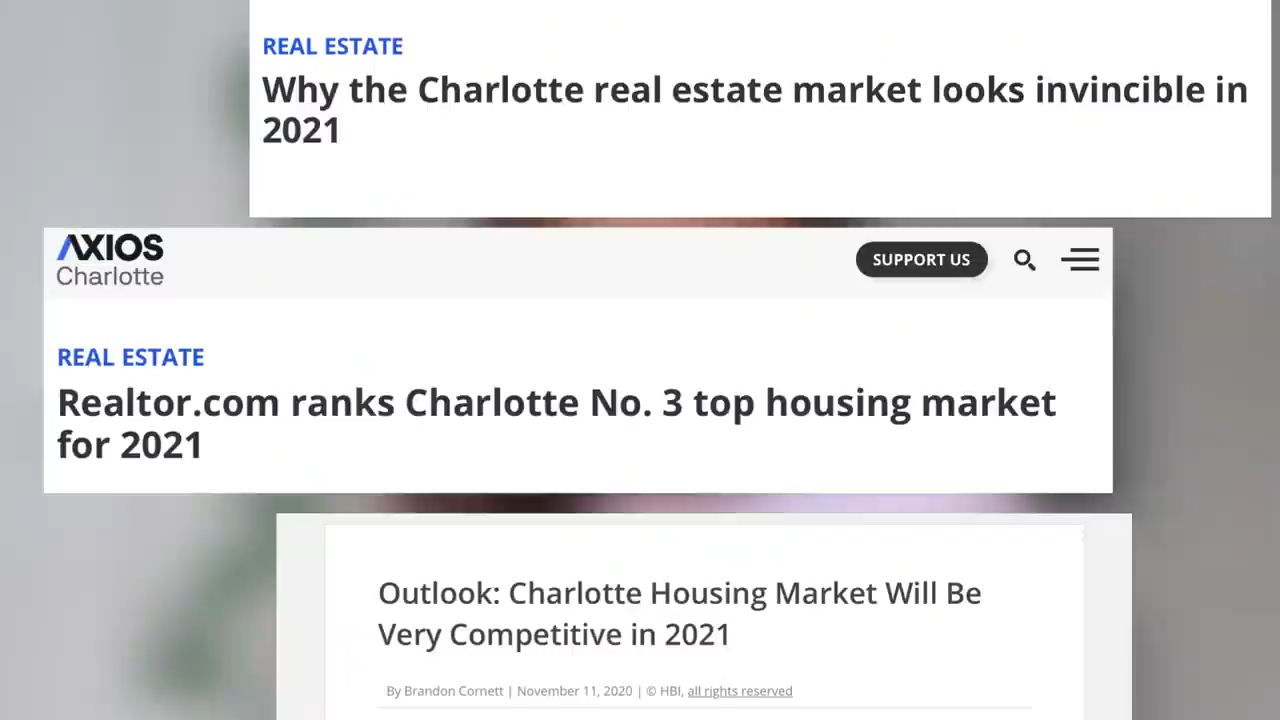 REAL ESTATE
Why the Charlotte real estate market looks invincible in
2021
AXIOS
Charlotte
SUPPORT US
REAL ESTATE
Realtor.com ranks Charlotte No. 3 top housing market
for 2021
Outlook: Charlotte Housing Market Will Be
Very Competitive in 2021
By Brandon Cornett | November 11, 2020 | © HBI, all rights reserved